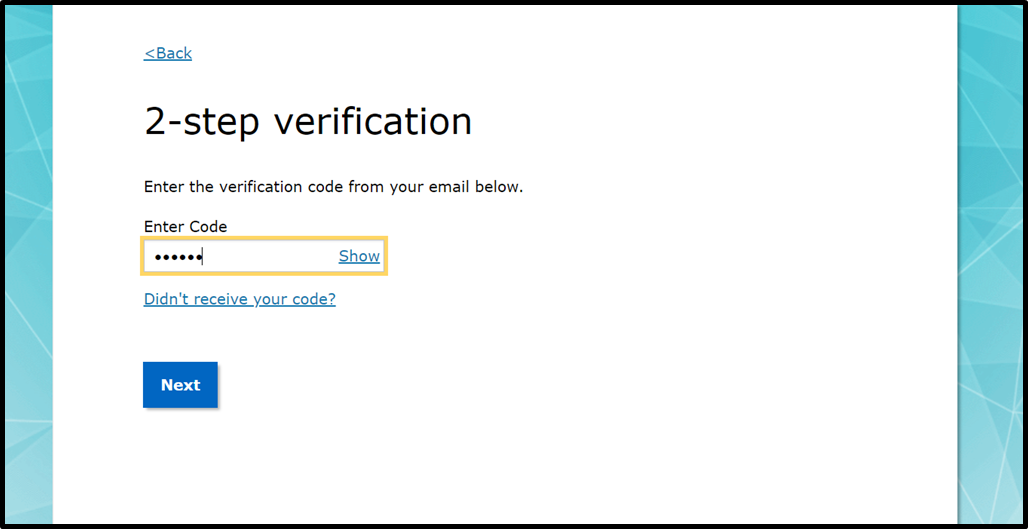 <Back
2-step verification
Enter the verification code from your email below.
Enter Code
•••••• Show
Didn't receive your code?
Next